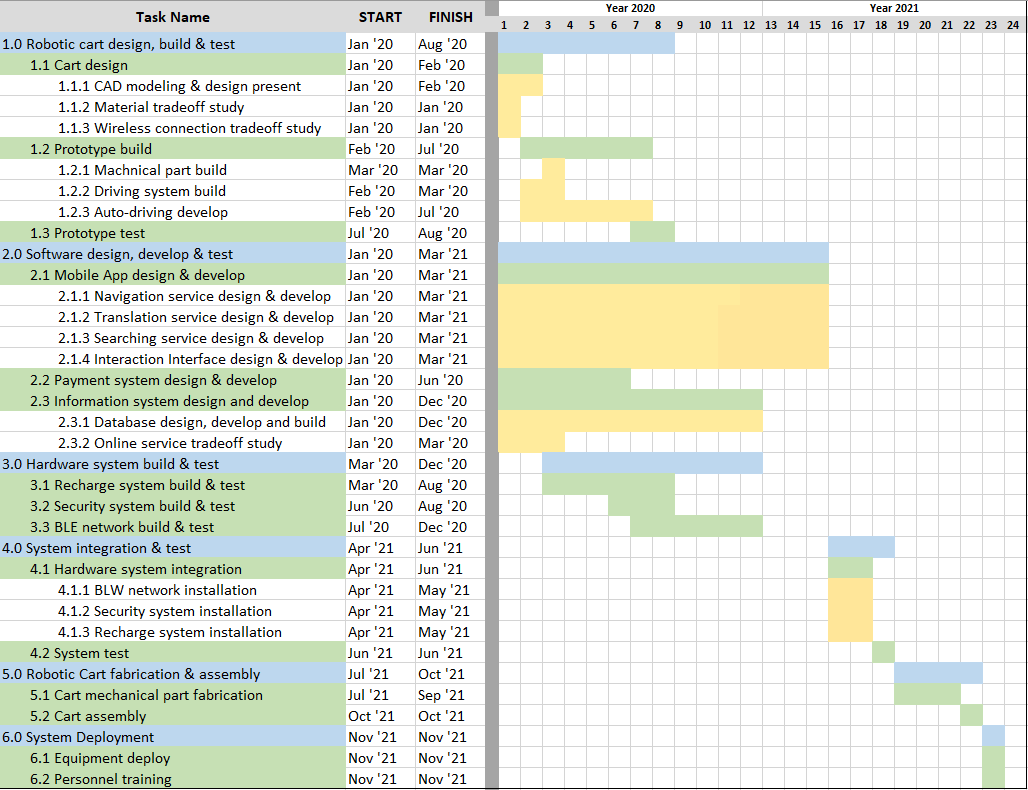 Task Name START FINISH Year 2020 Year 2021
1 2 3 4 5 6 7 8 9 10 11 12 13 14 15 16 17 18 19 20 21 22 23 24
1.0 Robotic cart design, build & test Jan '20 Aug '20
1.1 Cart design Jan '20 Feb '20
1.1.1 CAD modeling & design present Jan '20 Feb '20
1.1.2 Material tradeoff study Jan '20 Jan '20
1.1.3 Wireless connection tradeoff study Jan '20 Jan '20
1.2 Prototype build Feb '20 Jul '20
1.2.1 Machnical part build Mar '20 Mar '20
1.2.2 Driving system build Feb '20 Mar '20
1.2.3 Auto-driving develop Feb '20 Jul '20
1.3 Prototype test Jul '20 Aug '20
2.0 Software design, develop & test Jan '20 Mar '21
2.1 Mobile App design & develop Jan '20 Mar '21
2.1.1 Navigation service design & develop Jan '20 Mar '21
2.1.2 Translation service design & develop Jan '20 Mar '21
2.1.3 Searching service design & develop Jan '20 Mar '21
2.1.4 Interaction Interface design & develop Jan '20 Mar '21
2.2 Payment system design & develop Jan '20 Jun '20
2.3 Information system design and develop Jan '20 Dec '20
2.3.1 Database design, develop and build Jan '20 Dec '20
2.3.2 Online service tradeoff study Jan '20 Mar '20
3.0 Hardware system build & test Mar '20 Dec '20
3.1 Recharge system build & test Mar '20 Aug '20
3.2 Security system build & test Jun '20 Aug '20
3.3 BLE network build & test Jul '20 Dec '20
4.0 System integration & test Apr '21 Jun '21
4.1 Hardware system integration Apr '21 Jun '21
4.1.1 BLW network installation Apr '21 May '21
4.1.2 Security system installation Apr '21 May '21
4.1.3 Recharge system installation Apr '21 May '21
4.2 System test Jun '21 Jun '21
5.0 Robotic Cart fabrication & assembly Jul '21 Oct '21
5.1 Cart mechanical part fabrication Jul '21 Sep '21
5.2 Cart assembly Oct '21 Oct '21
6.0 System Deployment Nov '21 Nov '21
6.1 Equipment deploy Nov '21 Nov '21
6.2 Personnel training Nov '21 Nov '21